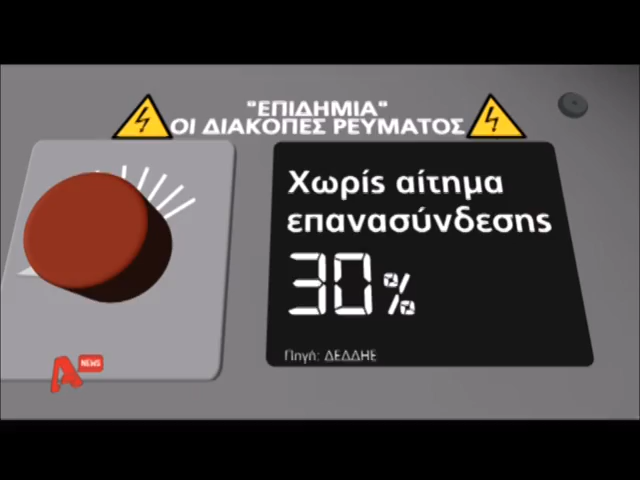 "ΕΠΙΔΗΜΙΑ"
ΟΙ ΔΙΑΚΟΠΕΣ ΡΕΥΜΑΤΟΣ
Χωρίς αίτημα
επανασύνδεσης
30%
Πηγή: ΔΕΔΔΗΕ
A NEWS